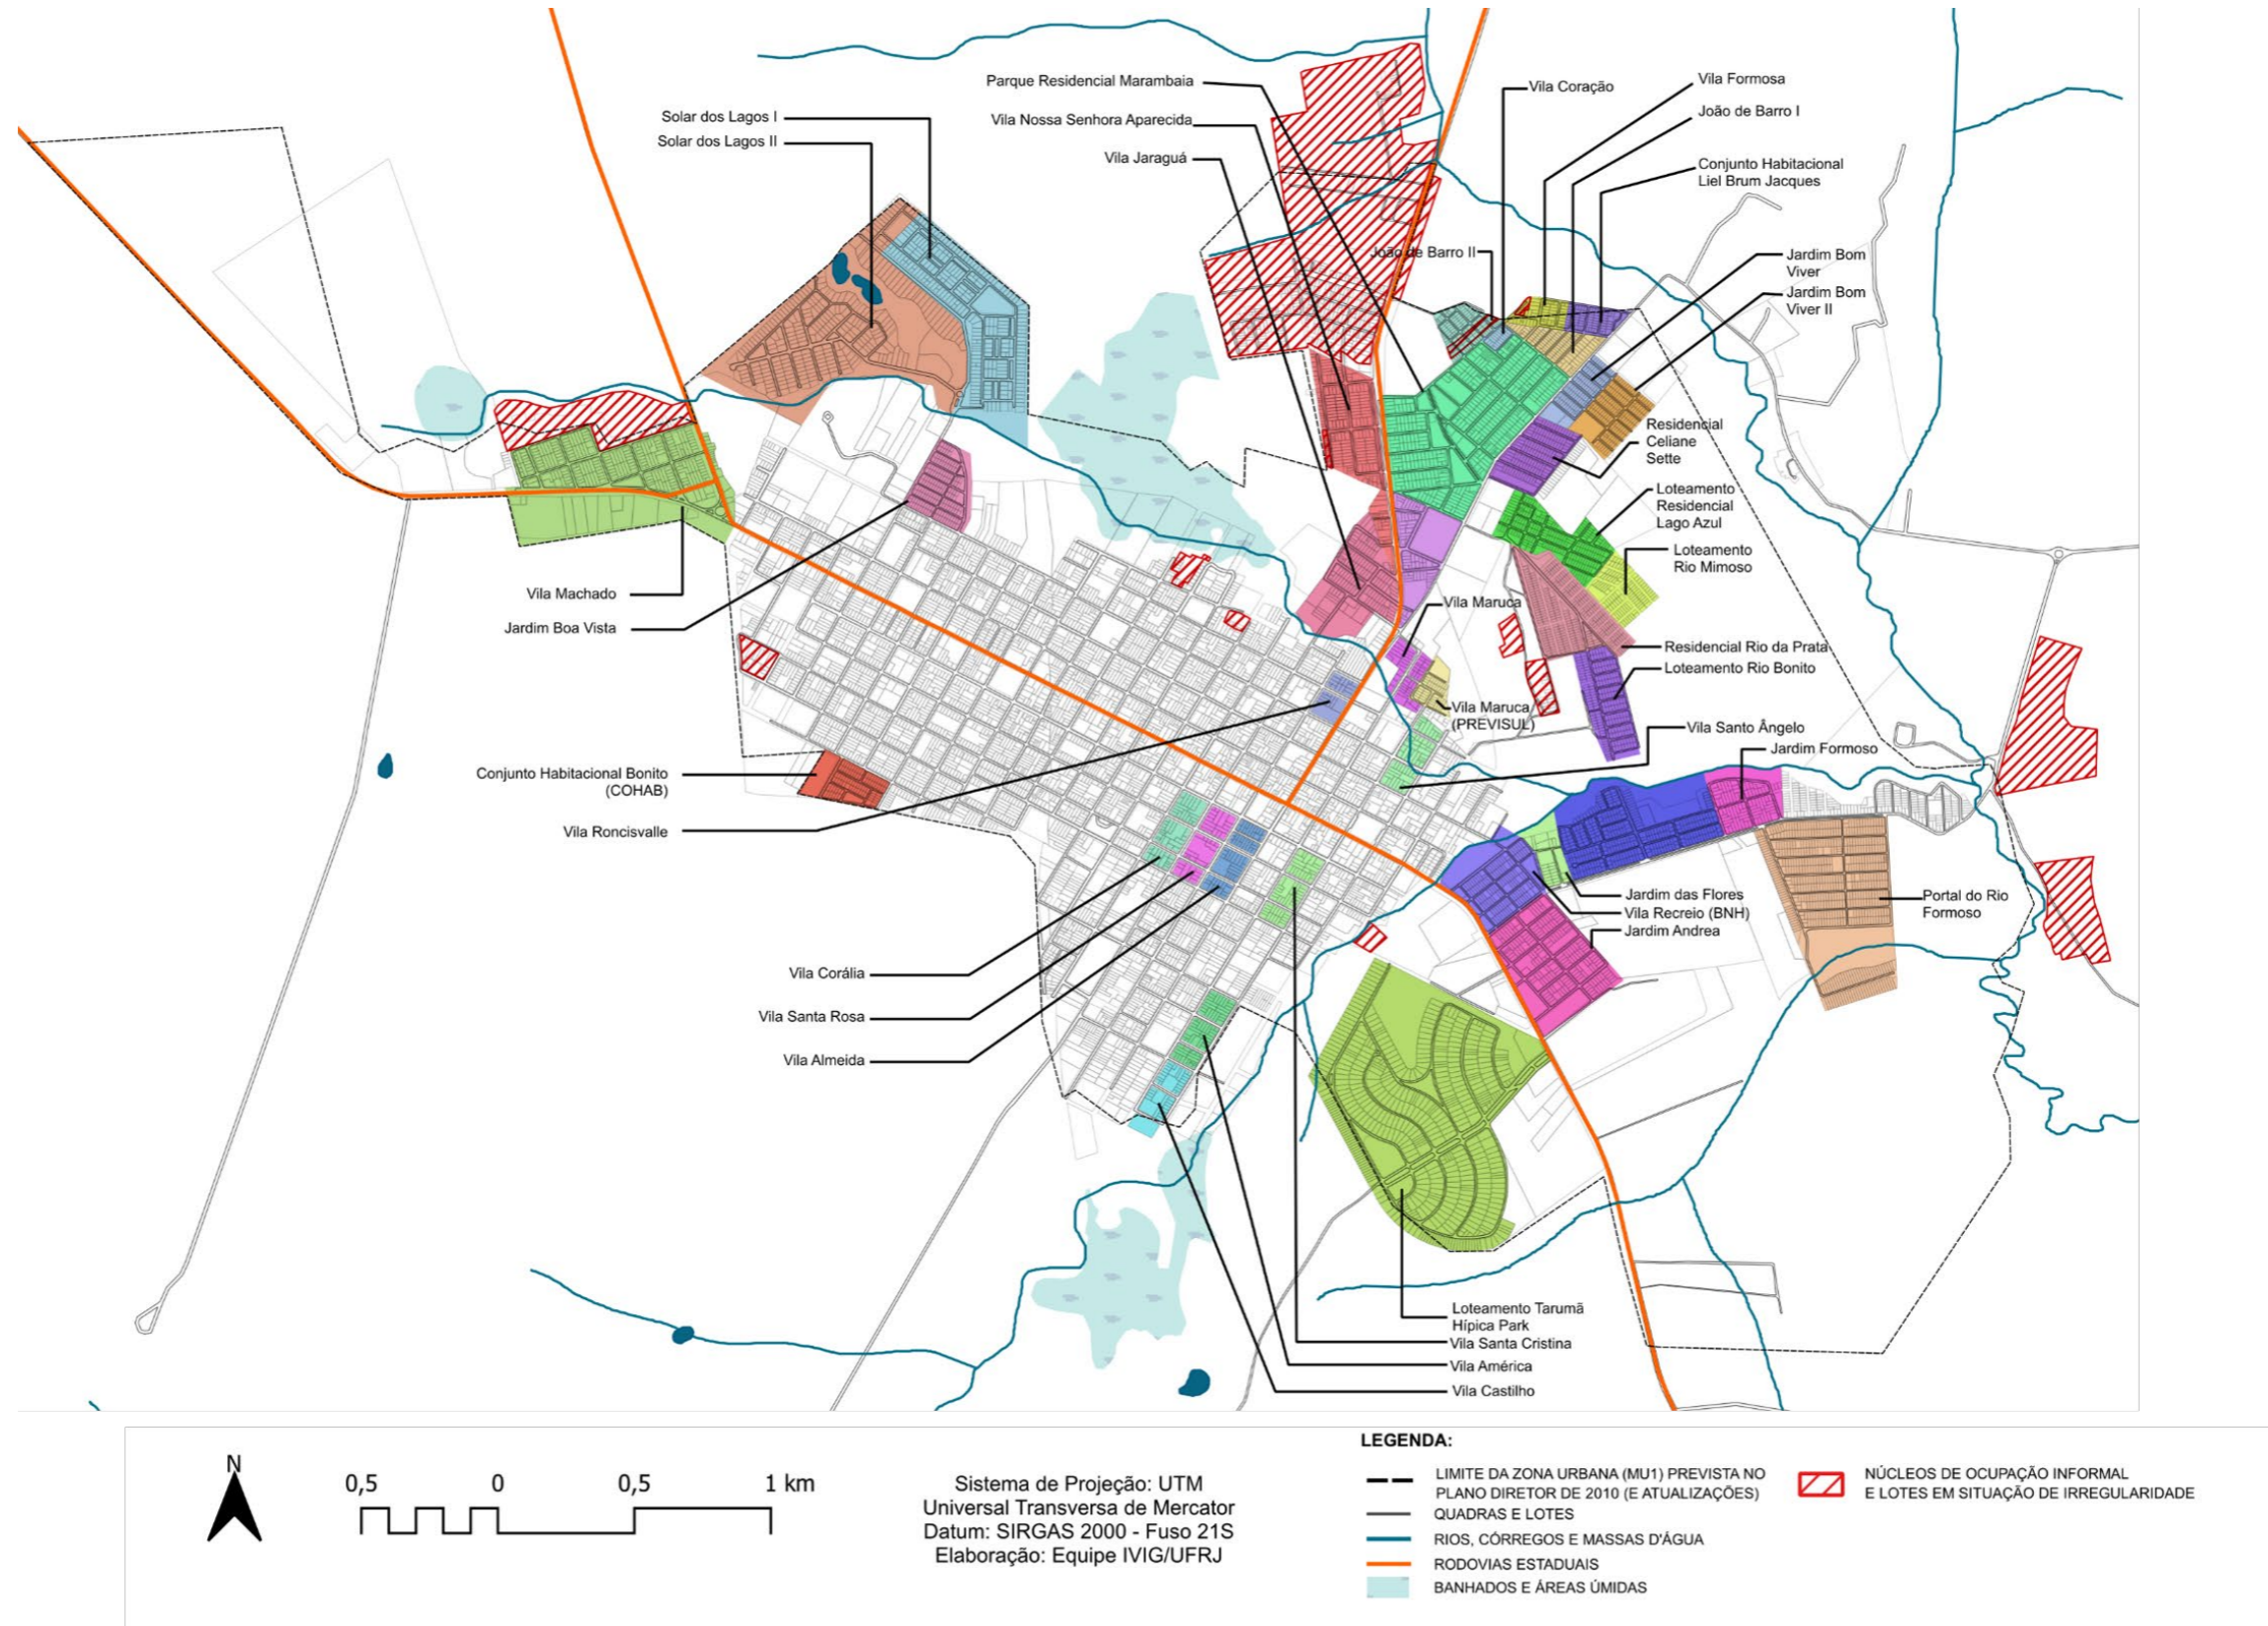 Parque Residencial Marambaia
Vila Nossa Senhora Aparecida
Vila Jaraguá
Solar dos Lagos I
Solar dos Lagos II
Vila Coração
Vila Formosa
João de Barro I
Conjunto Habitacional
Liel Brum Jacques
João de Barro II
Jardim Bom
Viver
Jardim Bom
Viver II
Residencial
Celiane
Sette
Loteamento
Residencial
Lago Azul
Loteamento
Rio Mimoso
Vila Machado
Jardim Boa Vista
Vila Maruca
Residencial Rio da Prata
Loteamento Rio Bonito
Vila Maruca
(PREVISUL)
Vila Santo Ângelo
Jardim Formoso
Conjunto Habitacional Bonito
(COHAB)
Vila Roncisvalle
Jardim das Flores
Vila Recreio (BNH)
Jardim Andrea
Portal do Rio
Formoso
Vila Corália
Vila Santa Rosa
Vila Almeida
Loteamento Tarumã
Hípica Park
Vila Santa Cristina
Vila América
Vila Castilho
N
0,5 0 0,5 1 km
Sistema de Projeção: UTM
Universal Transversa de Mercator
Datum: SIRGAS 2000 - Fuso 21S
Elaboração: Equipe IVIG/UFRJ
LEGENDA:
LIMITE DA ZONA URBANA (MU1) PREVISTA NO
PLANO DIRETOR DE 2010 (E ATUALIZAÇÕES)
QUADRAS E LOTES
RIOS, CÓRREGOS E MASSAS D'ÁGUA
RODOVIAS ESTADUAIS
BANHADOS E ÁREAS ÚMIDAS
NÚCLEOS DE OCUPAÇÃO INFORMAL
E LOTES EM SITUAÇÃO DE IRREGULARIDADE